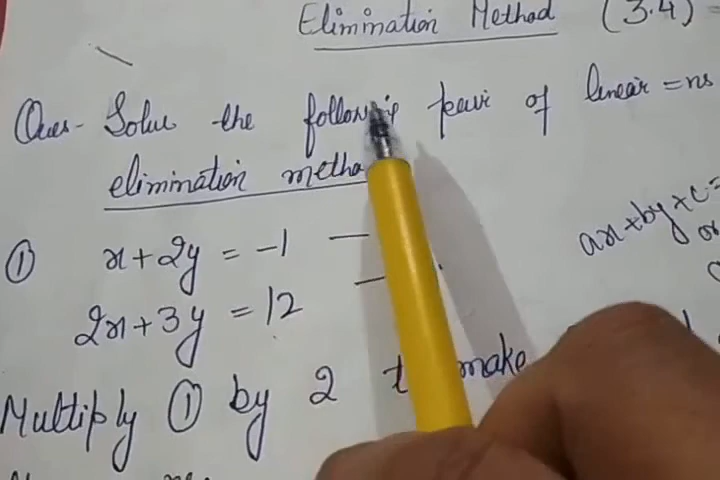 Elimination Method (3.4)
Ques- Solve the following pair of linear =ns
elimination metho
① x + 2y = -1 —
2x + 3y = 12 —
ax + by + c =
or
Multiply ① by 2 t make